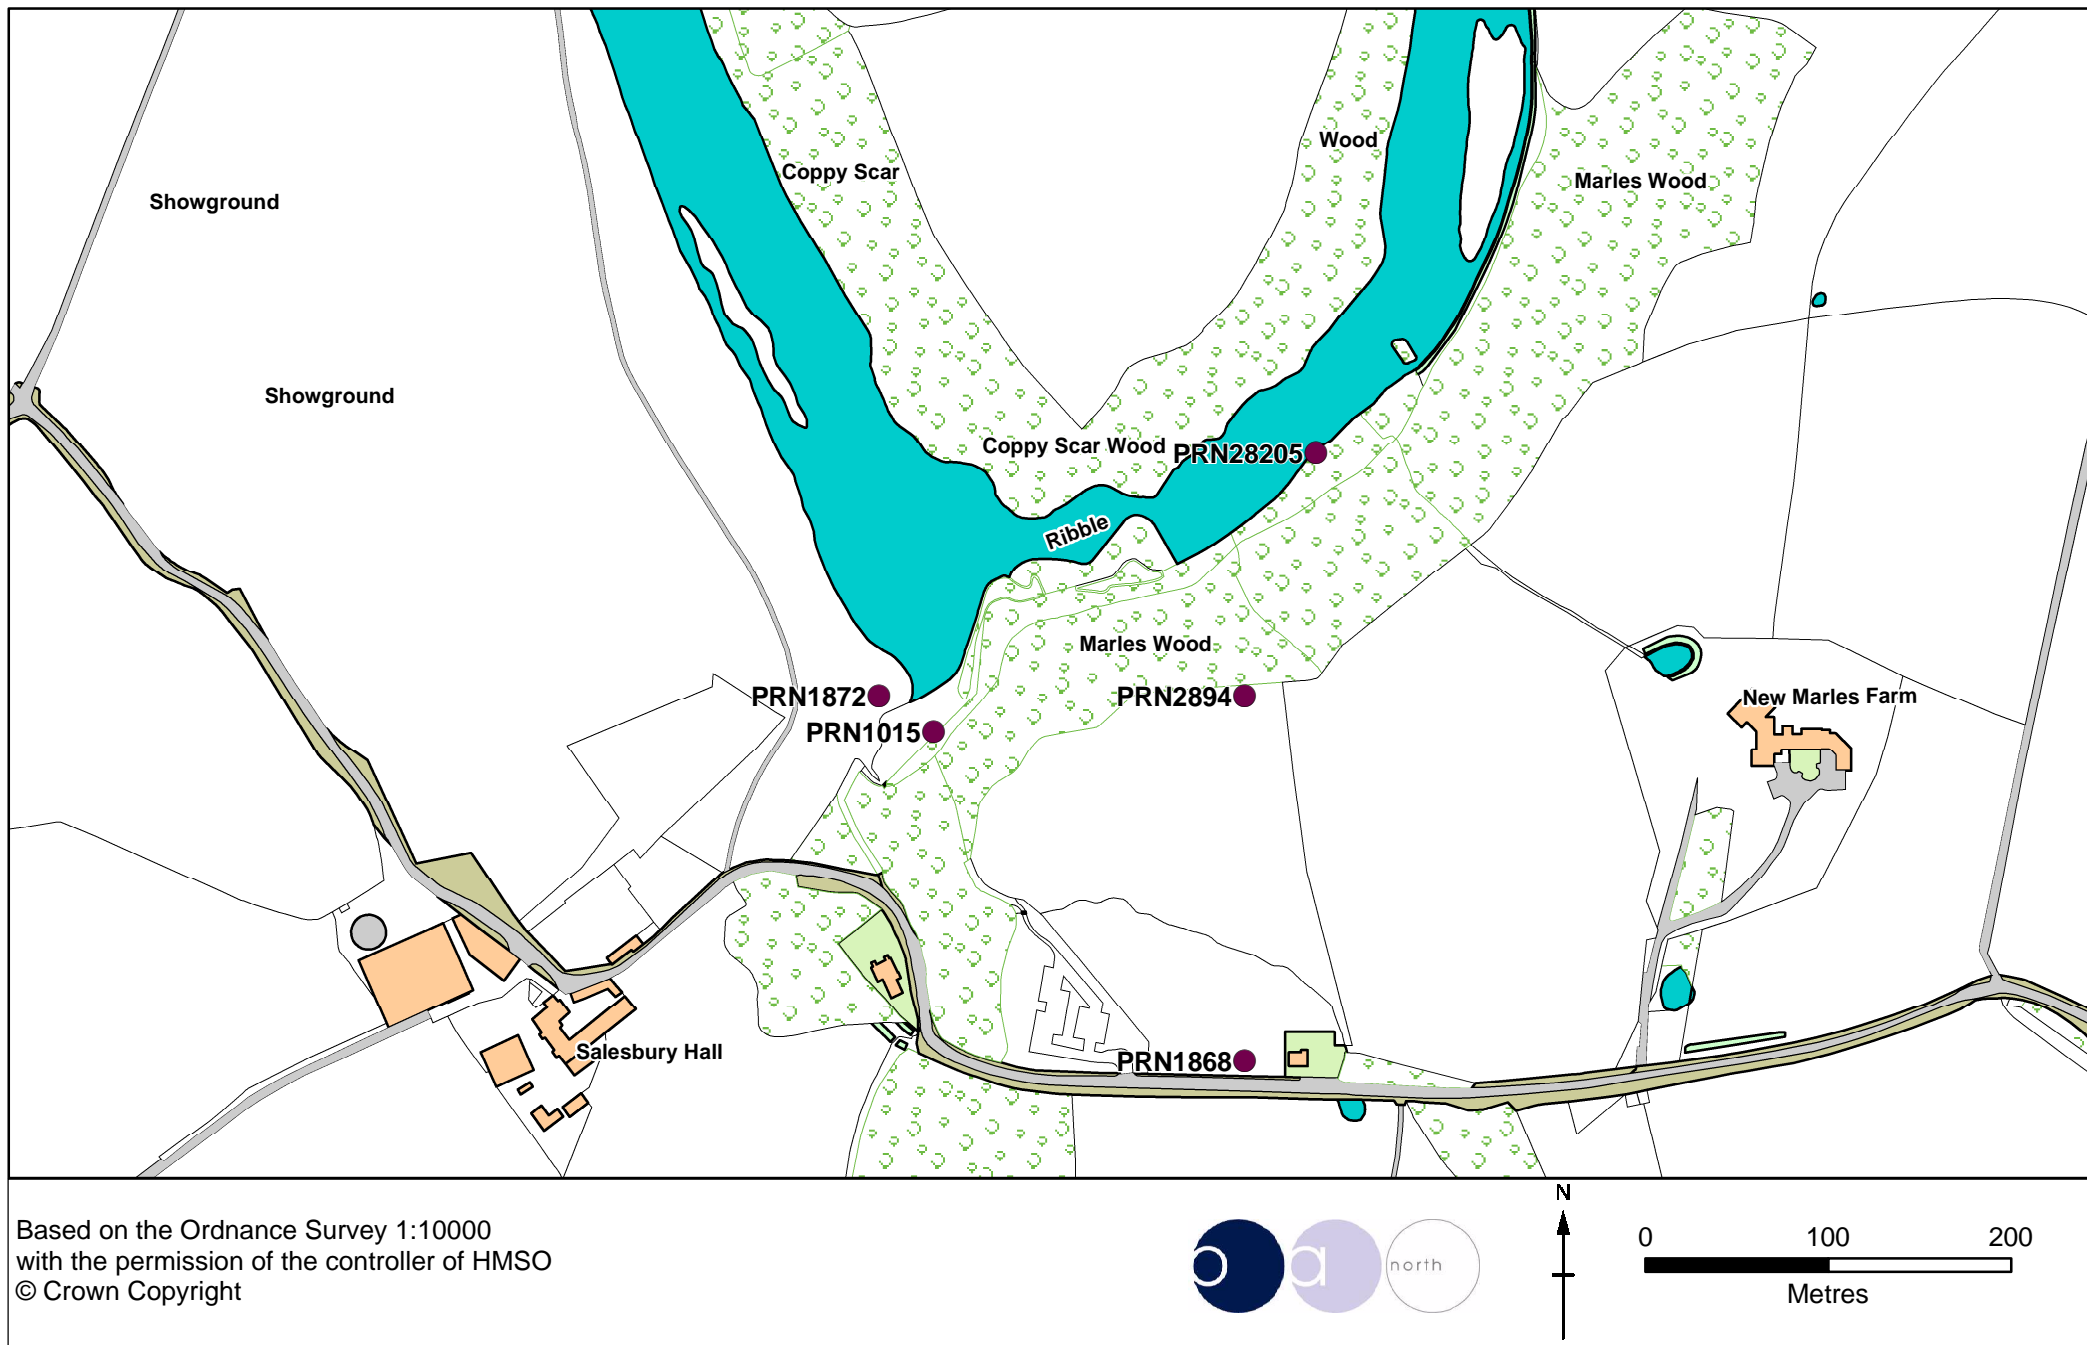 Wood
Coppy Scar
Marles Wood
Showground
Showground
Coppy Scar Wood
PRN28205
Ribble
Marles Wood
PRN1872
PRN2894
New Marles Farm
PRN1015
Salesbury Hall
PRN1868
Based on the Ordnance Survey 1:10000
with the permission of the controller of HMSO
© Crown Copyright
o a north
N
0 100 200
Metres